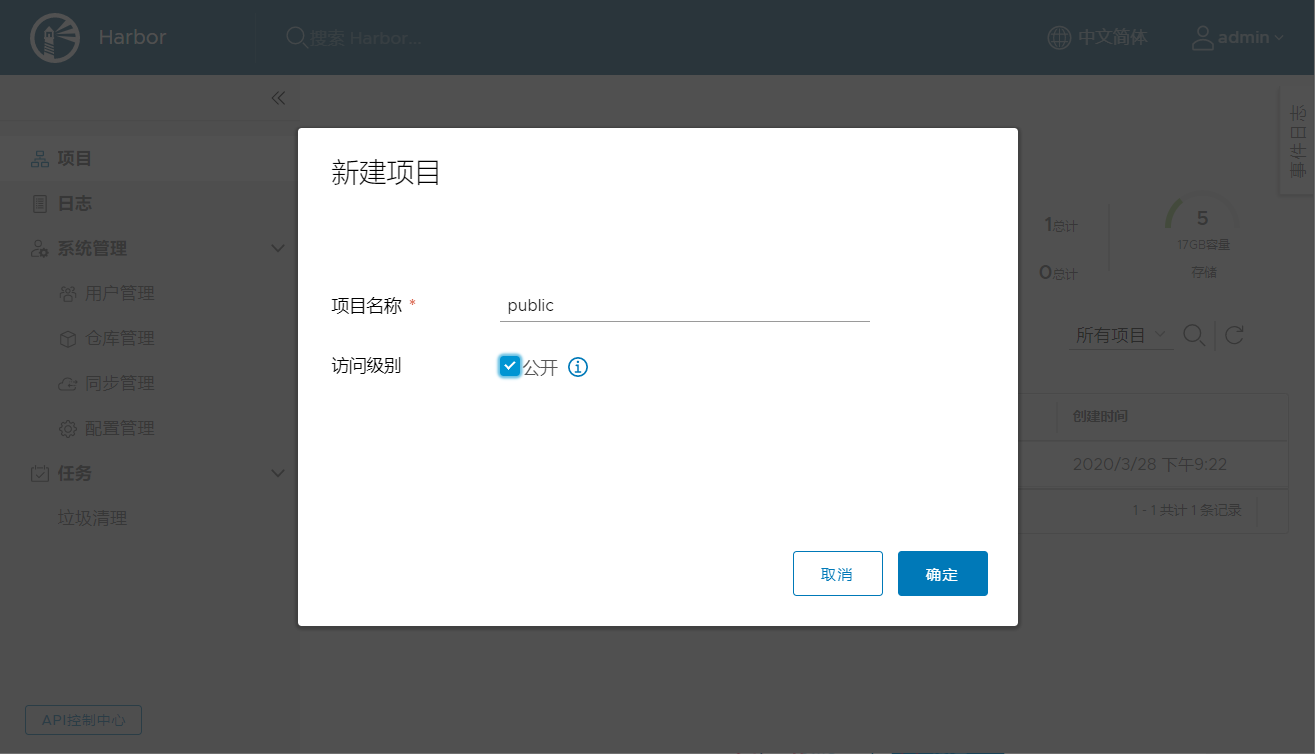 Harbor
搜索 Harbor...
中文简体
admin
项目
日志
系统管理
用户管理
仓库管理
同步管理
配置管理
任务
垃圾清理
API控制中心
事件日志
1总计
0总计
5
17GB容量
存储
所有项目
创建时间
2020/3/28 下午9:22
1 - 1 共计 1 条记录
新建项目
项目名称 *
public
访问级别
公开
取消
确定